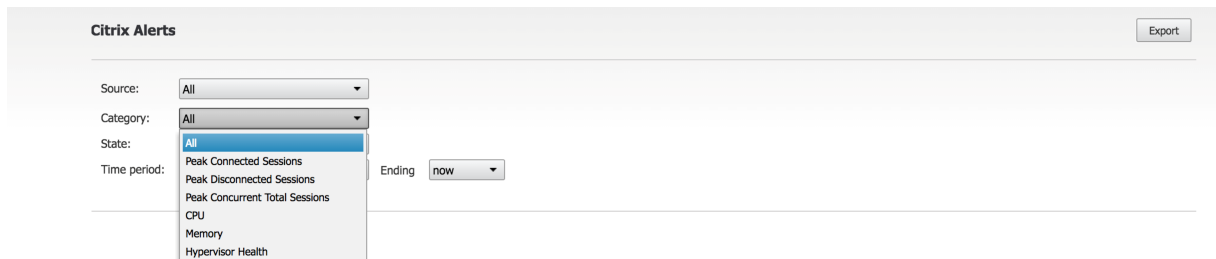 Citrix Alerts
Export
Source: All
Category: All
State: All
Time period: Peak Connected Sessions
Peak Disconnected Sessions Ending now
Peak Concurrent Total Sessions
CPU
Memory
Hypervisor Health